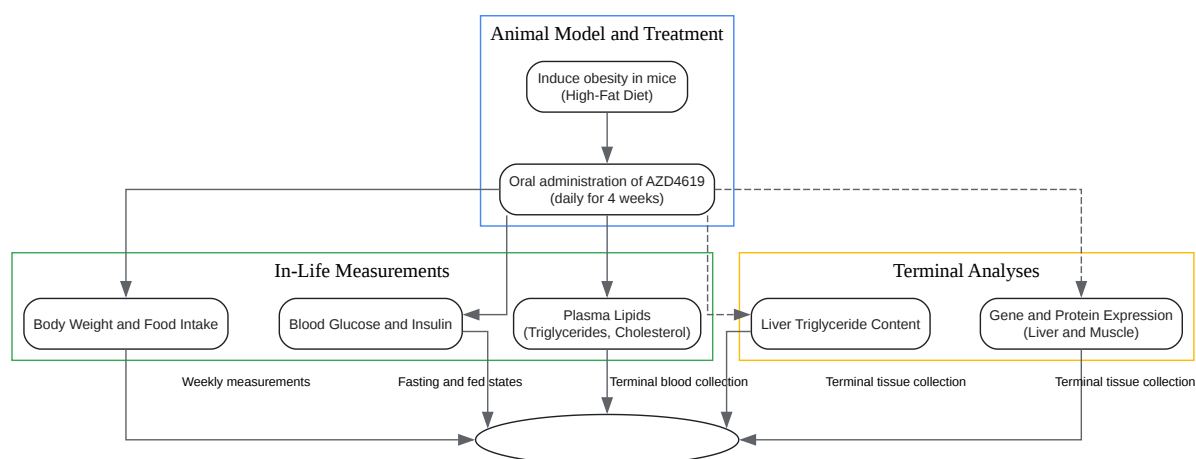 Animal Model and Treatment
Induce obesity in mice
(High-Fat Diet)
Oral administration of AZD4619
(daily for 4 weeks)
In-Life Measurements
Terminal Analyses
Body Weight and Food Intake
Blood Glucose and Insulin
Plasma Lipids
(Triglycerides, Cholesterol)
Liver Triglyceride Content
Gene and Protein Expression
(Liver and Muscle)
Weekly measurements
Fasting and fed states
Terminal blood collection
Terminal tissue collection
Terminal tissue collection